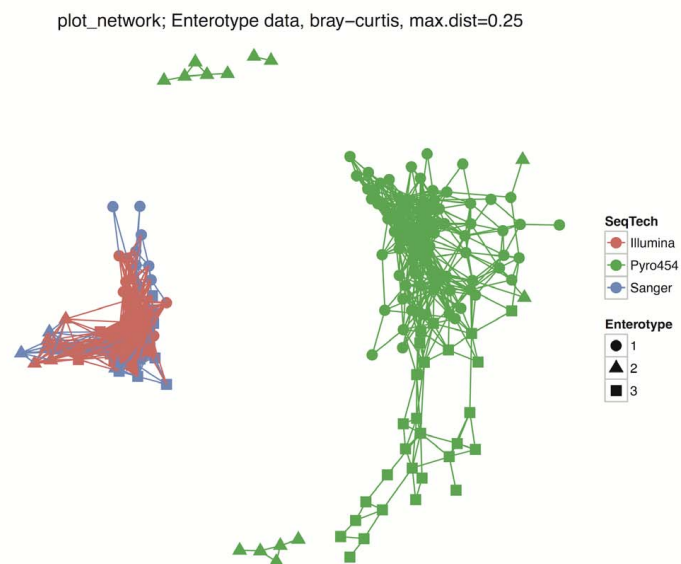 plot_network; Enterotype data, bray−curtis, max.dist=0.25
SeqTech
Illumina
Pyro454
Sanger
Enterotype
1
2
3